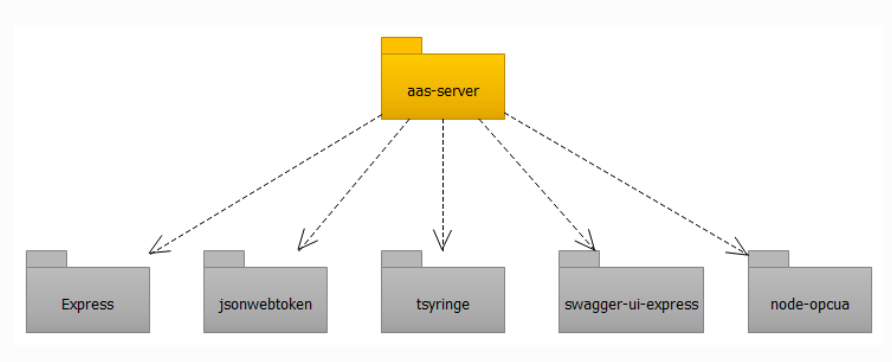 aas-server
Express
jsonwebtoken
tsyringe
swagger-ui-express
node-opcua